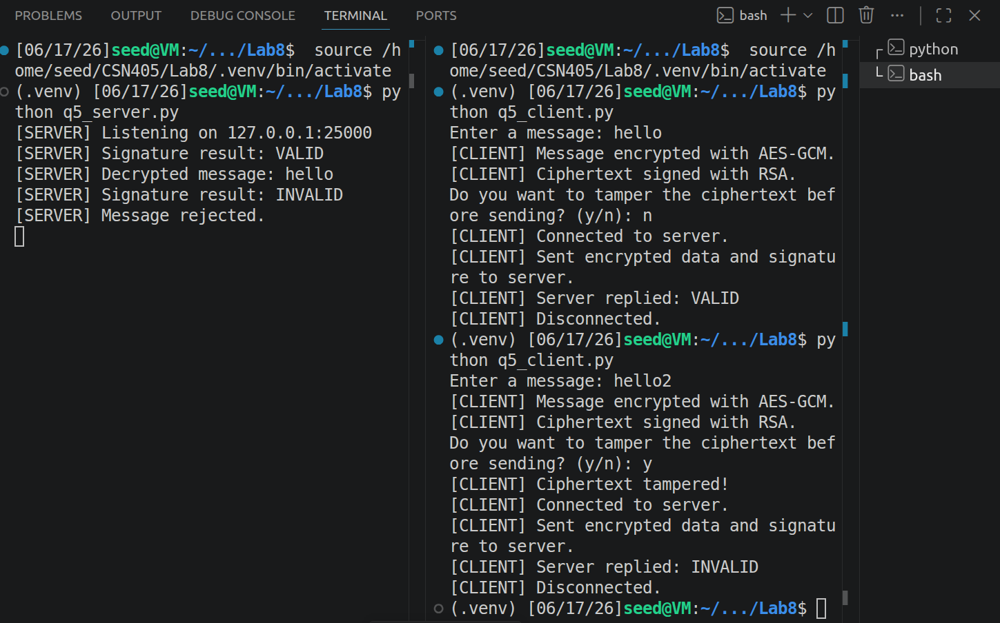 PROBLEMS OUTPUT DEBUG CONSOLE TERMINAL PORTS bash
[06/17/26]seed@VM:~/.../Lab8$  source /h
ome/seed/CSN405/Lab8/.venv/bin/activate
(.venv) [06/17/26]seed@VM:~/.../Lab8$ py
thon q5_server.py
[SERVER] Listening on 127.0.0.1:25000
[SERVER] Signature result: VALID
[SERVER] Decrypted message: hello
[SERVER] Signature result: INVALID
[SERVER] Message rejected.
[06/17/26]seed@VM:~/.../Lab8$  source /h
ome/seed/CSN405/Lab8/.venv/bin/activate
(.venv) [06/17/26]seed@VM:~/.../Lab8$ py
thon q5_client.py
Enter a message: hello
[CLIENT] Message encrypted with AES-GCM.
[CLIENT] Ciphertext signed with RSA.
Do you want to tamper the ciphertext bef
ore sending? (y/n): n
[CLIENT] Connected to server.
[CLIENT] Sent encrypted data and signatu
re to server.
[CLIENT] Server replied: VALID
[CLIENT] Disconnected.
(.venv) [06/17/26]seed@VM:~/.../Lab8$ py
thon q5_client.py
Enter a message: hello2
[CLIENT] Message encrypted with AES-GCM.
[CLIENT] Ciphertext signed with RSA.
Do you want to tamper the ciphertext bef
ore sending? (y/n): y
[CLIENT] Ciphertext tampered!
[CLIENT] Connected to server.
[CLIENT] Sent encrypted data and signatu
re to server.
[CLIENT] Server replied: INVALID
[CLIENT] Disconnected.
(.venv) [06/17/26]seed@VM:~/.../Lab8$
python
bash